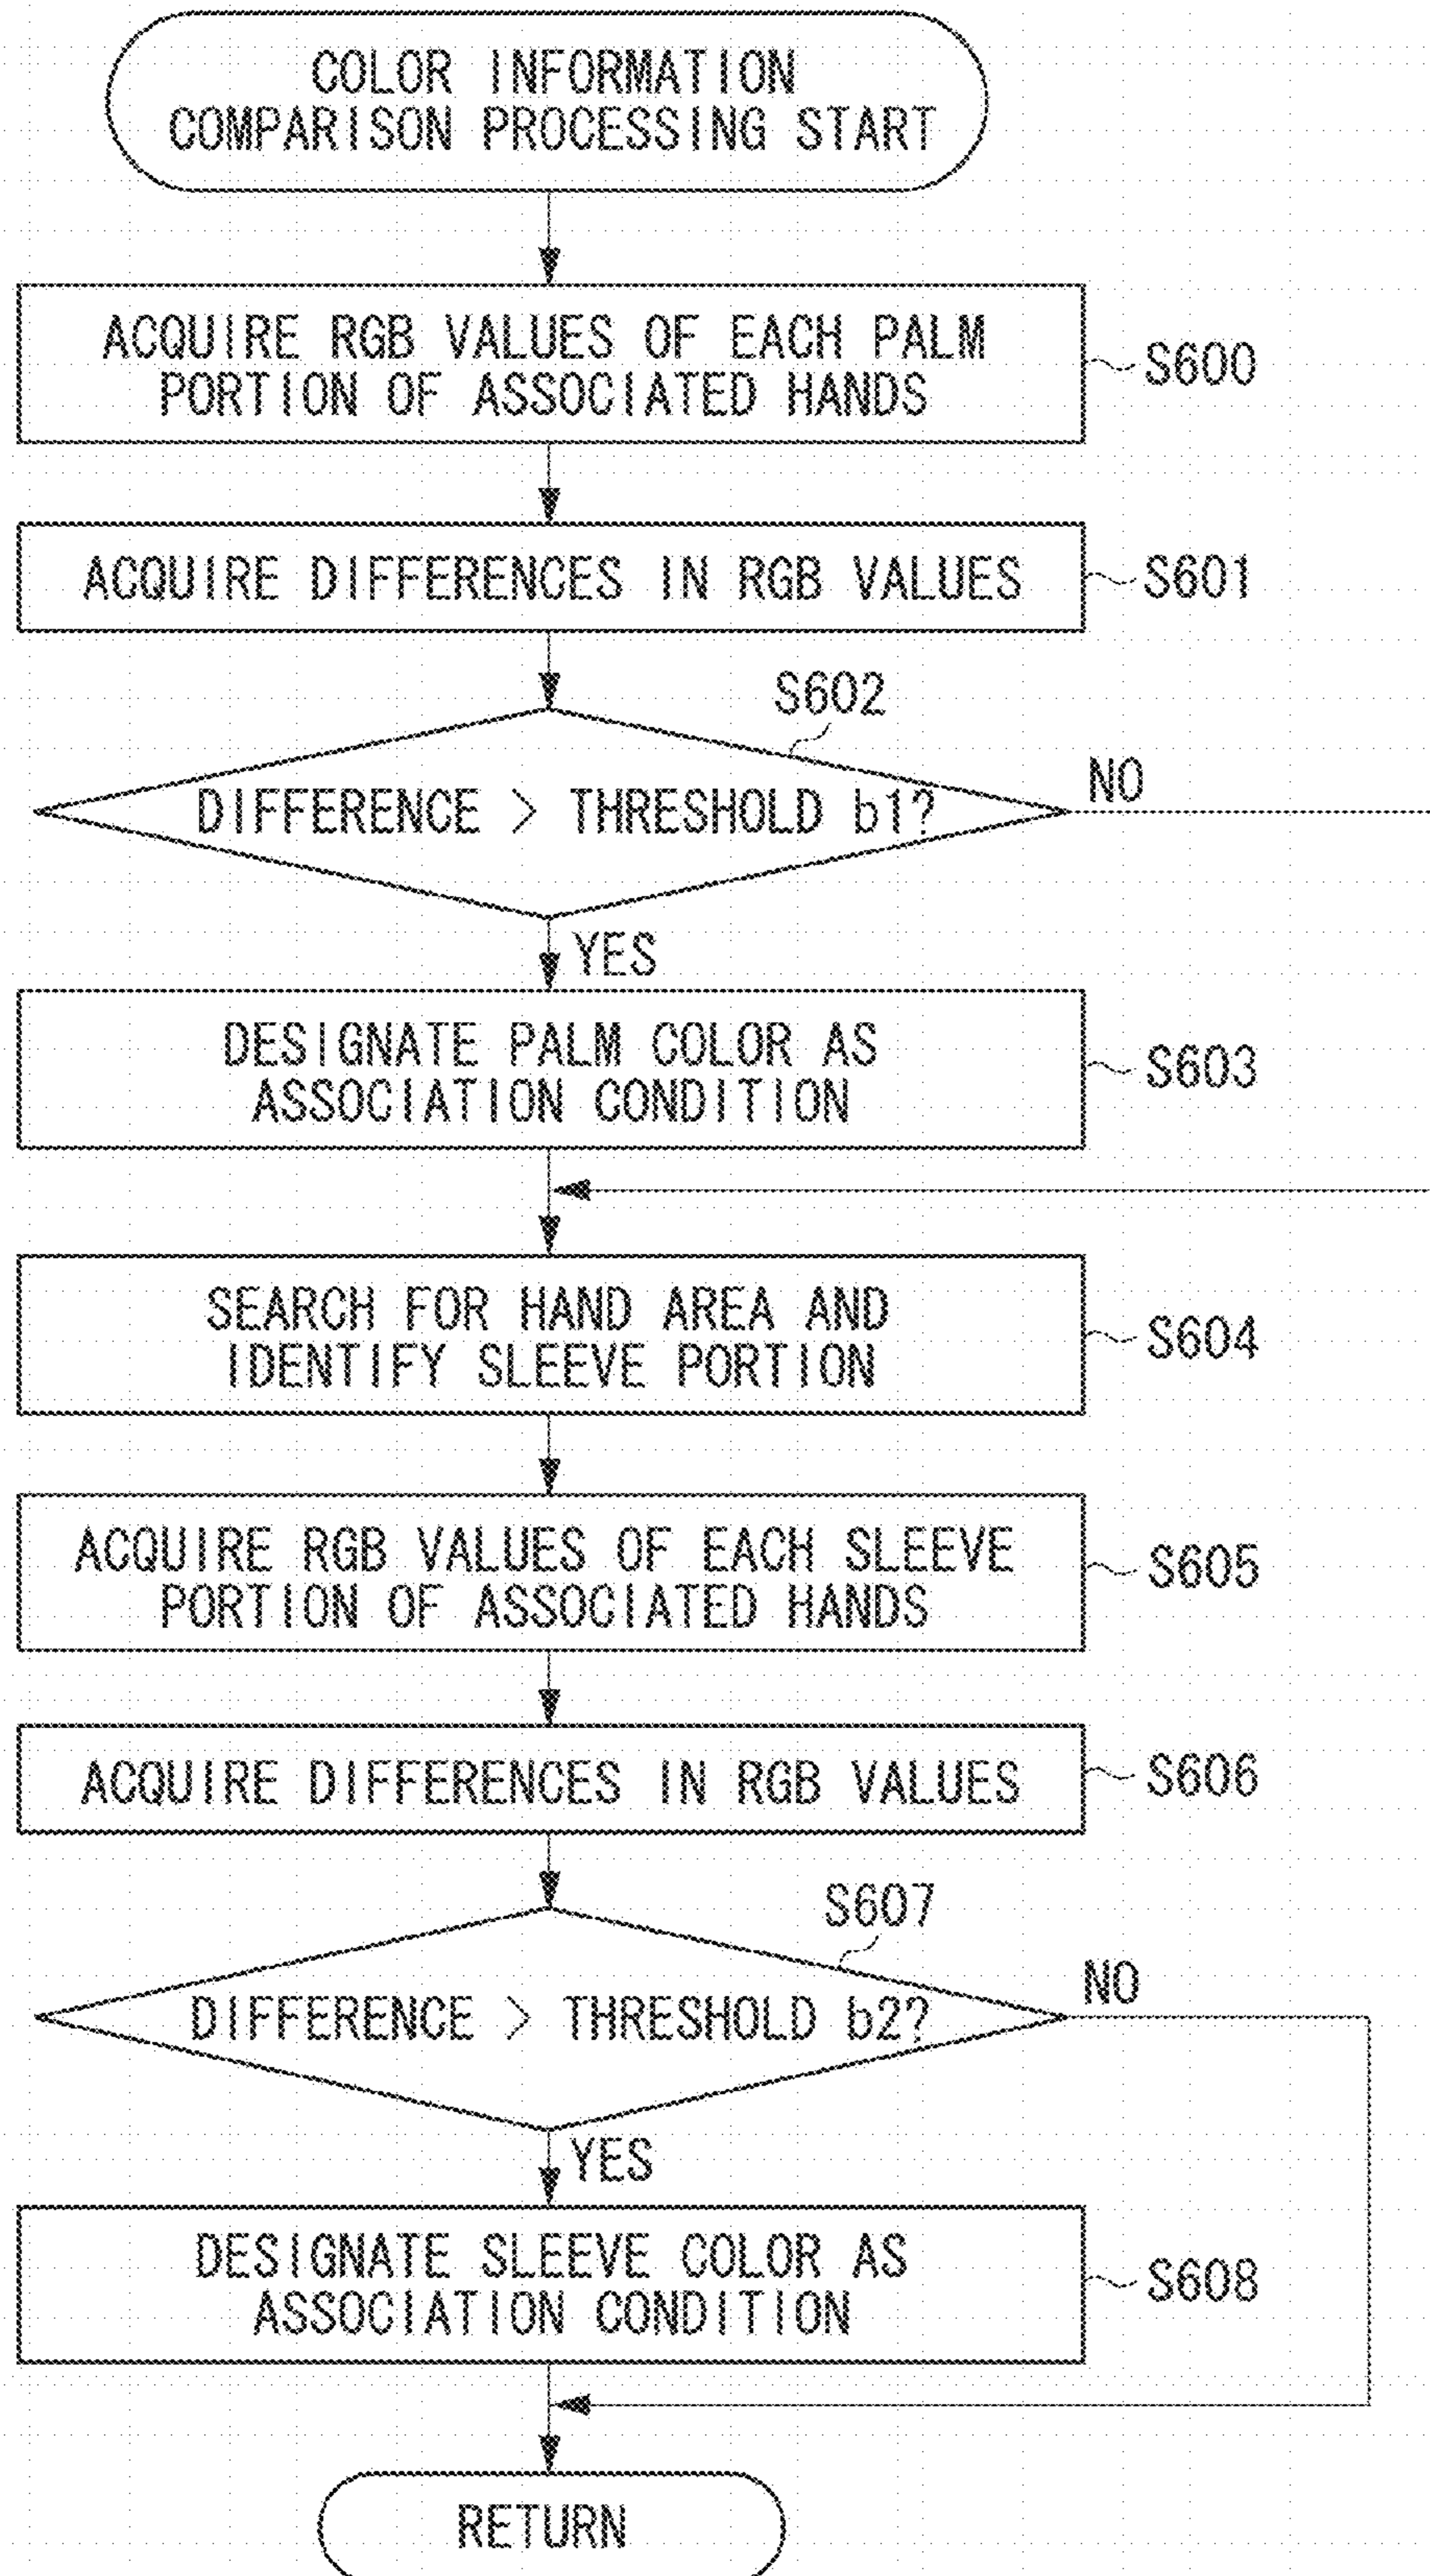 COLOR INFORMATION
COMPARISON PROCESSING START
ACQUIRE RGB VALUES OF EACH PALM
PORTION OF ASSOCIATED HANDS
S600
ACQUIRE DIFFERENCES IN RGB VALUES
S601
S602
DIFFERENCE > THRESHOLD b1?
NO
YES
DESIGNATE PALM COLOR AS
ASSOCIATION CONDITION
S603
SEARCH FOR HAND AREA AND
IDENTIFY SLEEVE PORTION
S604
ACQUIRE RGB VALUES OF EACH SLEEVE
PORTION OF ASSOCIATED HANDS
S605
ACQUIRE DIFFERENCES IN RGB VALUES
S606
S607
DIFFERENCE > THRESHOLD b2?
NO
YES
DESIGNATE SLEEVE COLOR AS
ASSOCIATION CONDITION
S608
RETURN